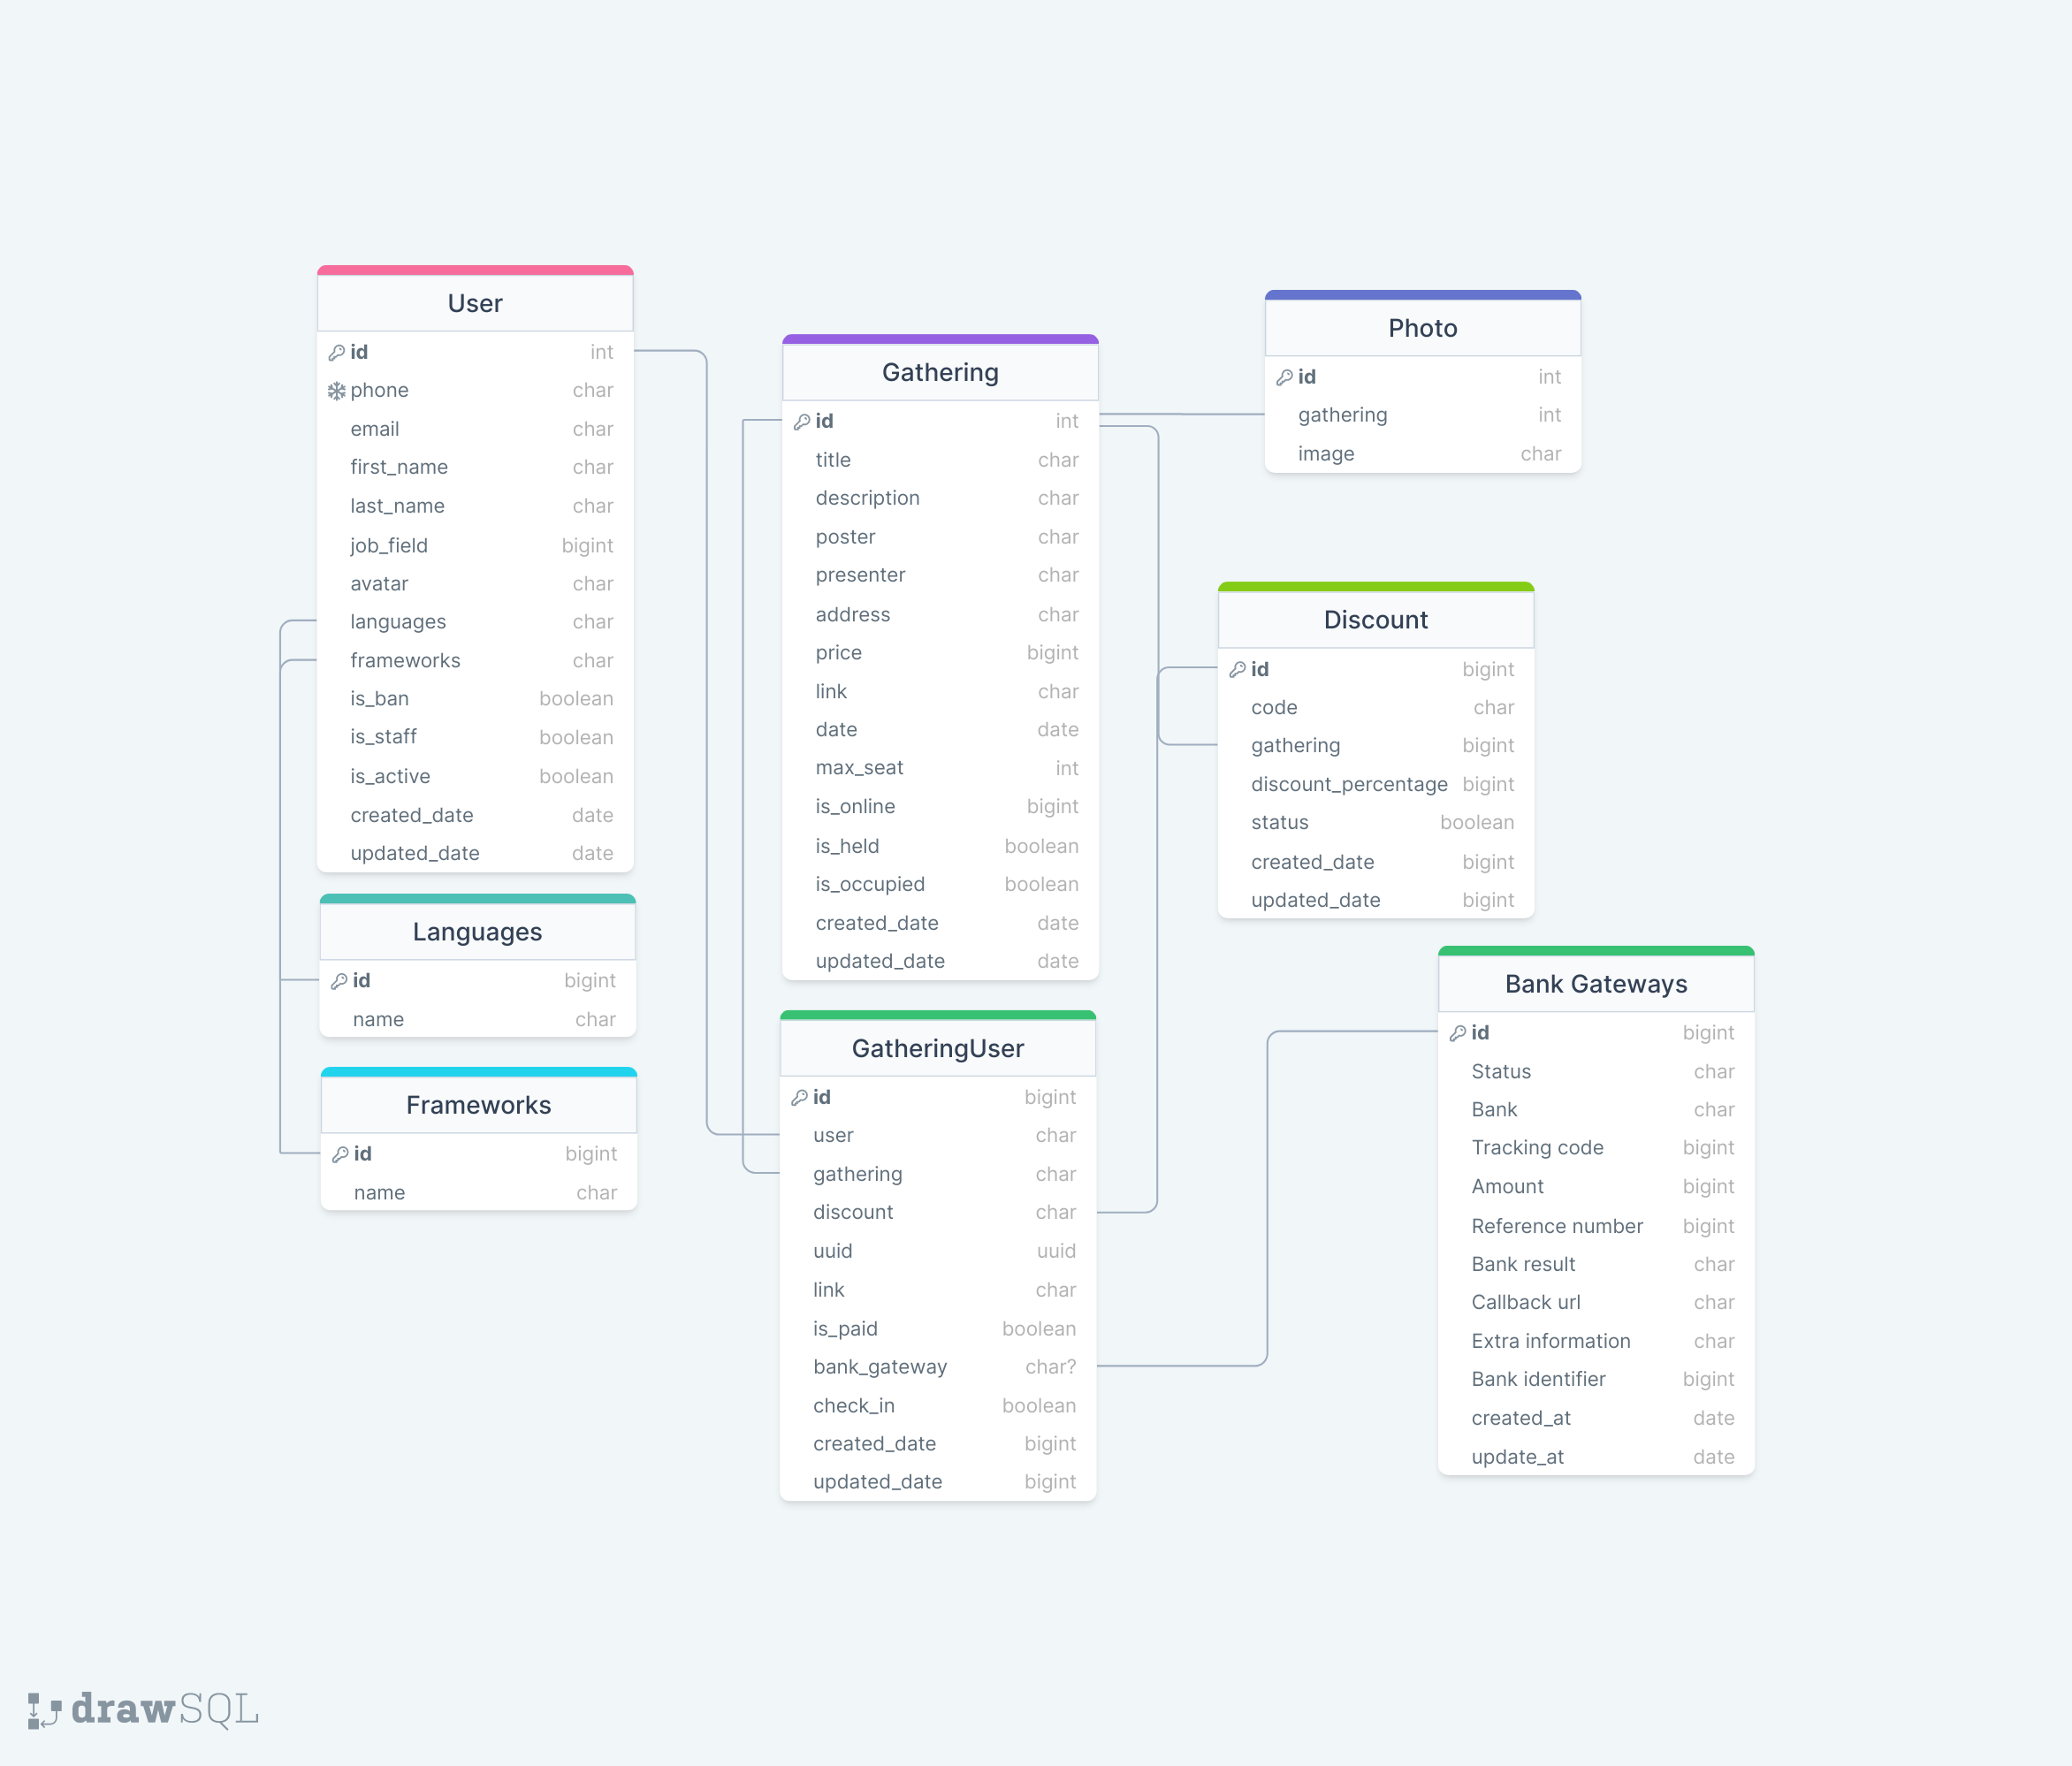 User
id int
phone char
email char
first_name char
last_name char
job_field bigint
avatar char
languages char
frameworks char
is_ban boolean
is_staff boolean
is_active boolean
created_date date
updated_date date
Languages
id bigint
name char
Frameworks
id bigint
name char
Gathering
id int
title char
description char
poster char
presenter char
address char
price bigint
link char
date date
max_seat int
is_online bigint
is_held boolean
is_occupied boolean
created_date date
updated_date date
GatheringUser
id bigint
user char
gathering char
discount char
uuid uuid
link char
is_paid boolean
bank_gateway char?
check_in boolean
created_date bigint
updated_date bigint
Photo
id int
gathering int
image char
Discount
id bigint
code char
gathering bigint
discount_percentage bigint
status boolean
created_date bigint
updated_date bigint
Bank Gateways
id bigint
Status char
Bank char
Tracking code bigint
Amount bigint
Reference number bigint
Bank result char
Callback url char
Extra information char
Bank identifier bigint
created_at date
update_at date
drawSQL